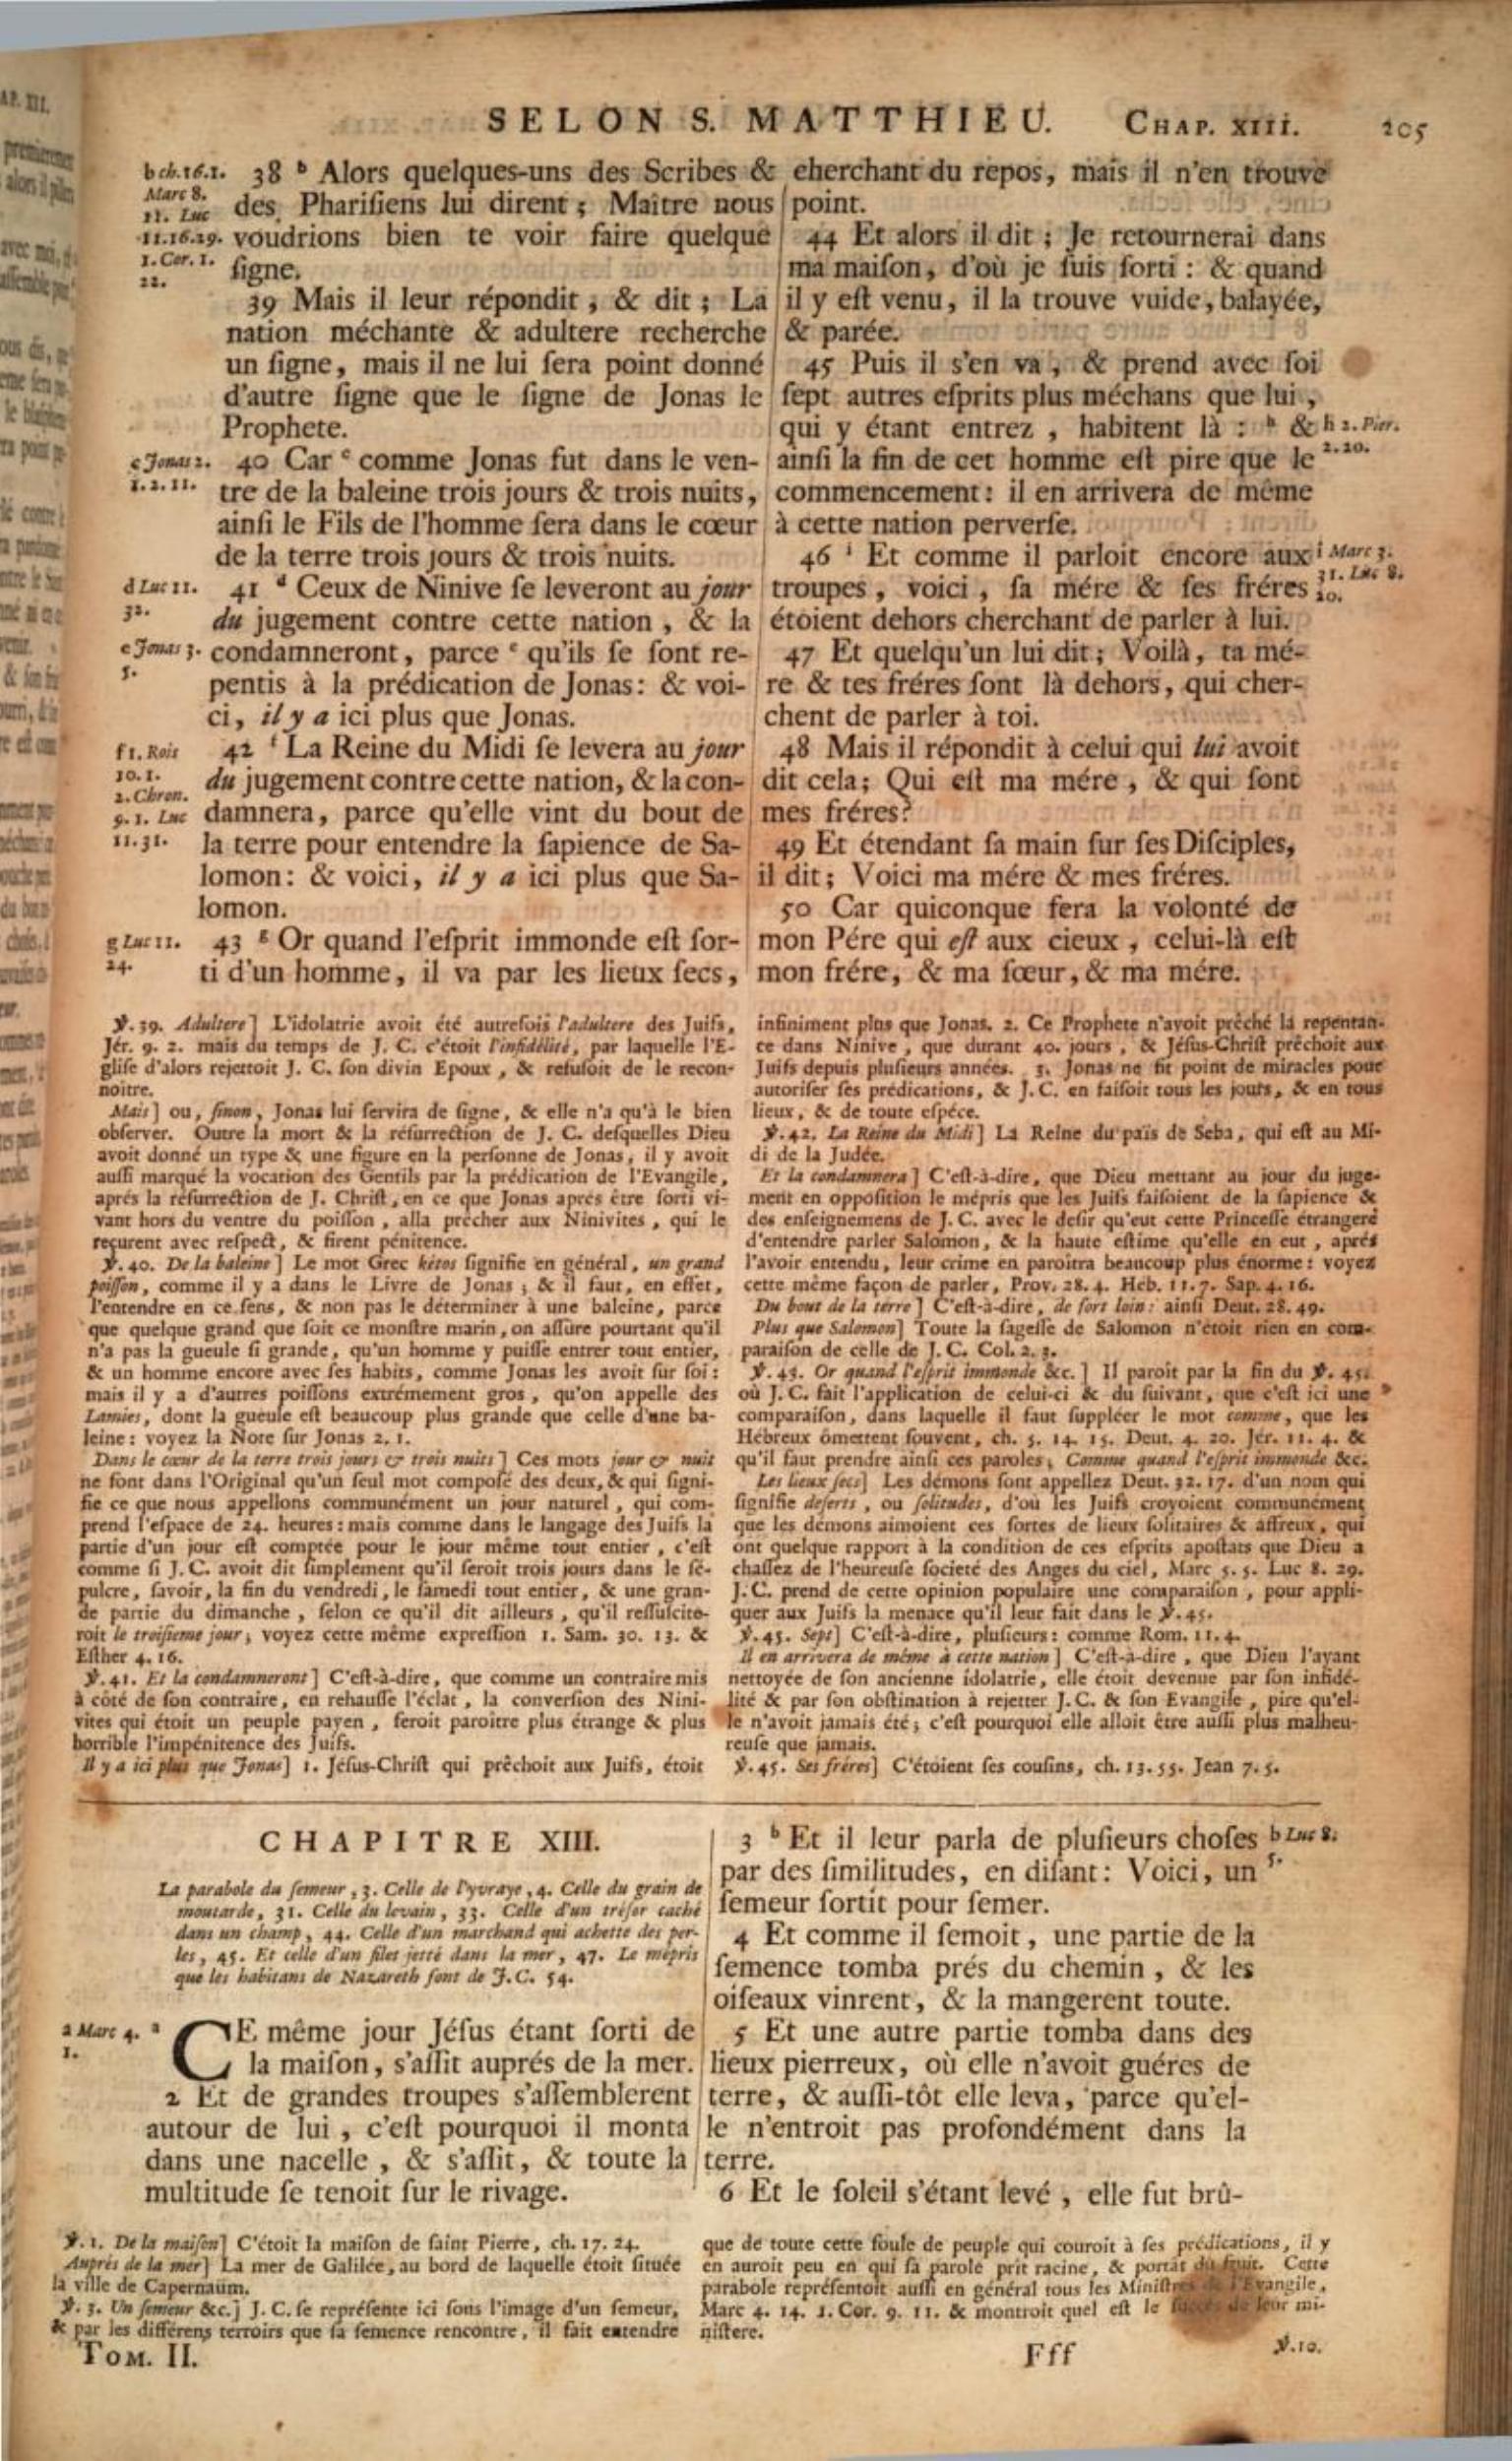 SELON S. MATTHIEU. CHAP. XIII. 205
b ch.16.1.
Marc 8.
11. Luc
11.16.29.
1. Cor. 1.
22.
38 b Alors quelques-uns des Scribes &
des Pharisiens lui dirent ; Maître nous
voudrions bien te voir faire quelque
signe.
39 Mais il leur répondit, & dit ; La
nation méchante & adultere recherche
un signe, mais il ne lui sera point donné
d'autre signe que le signe de Jonas le
Prophete.
c Jonas 2.
1.2.11.
40 Car c comme Jonas fut dans le ven-
tre de la baleine trois jours & trois nuits,
ainsi le Fils de l'homme sera dans le cœur
de la terre trois jours & trois nuits.
d Luc 11.
32.
41 d Ceux de Ninive se leveront au jour
du jugement contre cette nation, & la
e Jonas 3.
5.
condamneront, parce e qu'ils se sont re-
pentis à la prédication de Jonas: & voi-
ci, il y a ici plus que Jonas.
f 1. Rois
10. 1.
2. Chron.
9. 1. Luc
11.31.
42 f La Reine du Midi se levera au jour
du jugement contre cette nation, & la con-
damnera, parce qu'elle vint du bout de
la terre pour entendre la sapience de Sa-
lomon: & voici, il y a ici plus que Sa-
lomon.
g Luc 11.
24.
43 g Or quand l'esprit immonde est sor-
ti d'un homme, il va par les lieux secs,
cherchant du repos, mais il n'en trouve
point.
44 Et alors il dit ; Je retournerai dans
ma maison, d'où je suis sorti : & quand
il y est venu, il la trouve vuide, balayée,
& parée.
45 Puis il s'en va, & prend avec soi
sept autres esprits plus méchans que lui,
qui y étant entrez, habitent là : h &
ainsi la fin de cet homme est pire que le
commencement: il en arrivera de même
à cette nation perverse.
h 2. Pier.
2.20.
46 i Et comme il parloit encore aux
troupes, voici, sa mére & ses fréres
étoient dehors cherchant de parler à lui.
i Marc 3.
31. Luc 8.
20.
47 Et quelqu'un lui dit ; Voilà, ta mé-
re & tes fréres sont là dehors, qui cher-
chent de parler à toi.
48 Mais il répondit à celui qui lui avoit
dit cela; Qui est ma mére, & qui sont
mes fréres?
49 Et étendant sa main sur ses Disciples,
il dit; Voici ma mére & mes fréres.
50 Car quiconque fera la volonté de
mon Pére qui est aux cieux, celui-là est
mon frére, & ma sœur, & ma mére.
℣.39. Adultere] L'idolatrie avoit été autrefois l'adultere des Juifs,
Jér. 9. 2. mais du temps de J. C. c'étoit l'infidélité, par laquelle l'E-
glise d'alors rejettoit J. C. son divin Epoux, & refusoit de le recon-
noitre.
Mais] ou, sinon, Jonas lui servira de signe, & elle n'a qu'à le bien
observer. Outre la mort & la résurrection de J. C. desquelles Dieu
avoit donné un type & une figure en la personne de Jonas, il y avoit
aussi marqué la vocation des Gentils par la prédication de l'Evangile,
aprés la résurrection de J. Christ, en ce que Jonas aprés être sorti vi-
vant hors du ventre du poisson, alla prêcher aux Ninivites, qui le
reçurent avec respect, & firent pénitence.
℣.40. De la baleine] Le mot Grec kètos signifie en général, un grand
poisson, comme il y a dans le Livre de Jonas ; & il faut, en effet,
l'entendre en ce sens, & non pas le déterminer à une baleine, parce
que quelque grand que soit ce monstre marin, on assure pourtant qu'il
n'a pas la gueule si grande, qu'un homme y puisse entrer tout entier,
& un homme encore avec ses habits, comme Jonas les avoit sur soi:
mais il y a d'autres poissons extrémement gros, qu'on appelle des
Lamies, dont la gueule est beaucoup plus grande que celle d'une ba-
leine: voyez la Note sur Jonas 2. 1.
Dans le cœur de la terre trois jours & trois nuits] Ces mots jour & nuit
ne sont dans l'Original qu'un seul mot composé des deux, & qui signi-
fie ce que nous appellons communément un jour naturel, qui com-
prend l'espace de 24. heures: mais comme dans le langage des Juifs la
partie d'un jour est comptée pour le jour même tout entier, c'est
comme si J. C. avoit dit simplement qu'il seroit trois jours dans le sé-
pulcre, savoir, la fin du vendredi, le samedi tout entier, & une gran-
de partie du dimanche, selon ce qu'il dit ailleurs, qu'il ressuscite-
roit le troisieme jour; voyez cette même expression 1. Sam. 30. 13. &
Esther 4. 16.
℣.41. Et la condamneront] C'est-à-dire, que comme un contraire mis
à côté de son contraire, en rehausse l'éclat, la conversion des Nini-
vites qui étoit un peuple payen, seroit paroitre plus étrange & plus
horrible l'impénitence des Juifs.
Il y a ici plus que Jonas] 1. Jésus-Christ qui prêchoit aux Juifs, étoit
infiniment plus que Jonas. 2. Ce Prophete n'avoit prêché la repentan-
ce dans Ninive, que durant 40. jours, & Jésus-Christ prêchoit aux
Juifs depuis plusieurs années. 3. Jonas ne fit point de miracles pour
autoriser ses prédications, & J. C. en faisoit tous les jours, & en tous
lieux, & de toute espéce.
℣.42. La Reine du Midi] La Reine du païs de Seba, qui est au Mi-
di de la Judée.
Et la condamnera] C'est-à-dire, que Dieu mettant au jour du juge-
ment en opposition le mépris que les Juifs faisoient de la sapience &
des enseignemens de J. C. avec le desir qu'eut cette Princesse étrangere
d'entendre parler Salomon, & la haute estime qu'elle en eut, aprés
l'avoir entendu, leur crime en paroîtra beaucoup plus énorme: voyez
cette même façon de parler, Prov. 28. 4. Héb. 11. 7. Sap. 4. 16.
Du bout de la terre] C'est-à-dire, de fort loin: ainsi Deut. 28. 49.
Plus que Salomon] Toute la sagesse de Salomon n'étoit rien en com-
paraison de celle de J. C. Col. 2. 3.
℣.43. Or quand l'esprit immonde &c.] Il paroît par la fin du ℣. 45.
où J. C. fait l'application de celui-ci & du suivant, que c'est ici une
comparaison, dans laquelle il faut suppléer le mot comme, que les
Hébreux ômettent souvent, ch. 5. 14. 15. Deut. 4. 20. Jér. 11. 4. &
qu'il faut prendre ainsi ces paroles; Comme quand l'esprit immonde &c.
Les lieux secs] Les démons sont appellez Deut. 32. 17. d'un nom qui
signifie deserts, ou solitudes, d'où les Juifs croyoient communément
que les démons aimoient ces sortes de lieux solitaires & affreux, qui
ont quelque rapport à la condition de ces esprits apostats que Dieu a
chassez de l'heureuse societé des Anges du ciel, Marc 5. 5. Luc 8. 29.
J. C. prend de cette opinion populaire une comparaison, pour appli-
quer aux Juifs la menace qu'il leur fait dans le ℣.45.
℣.45. Sept] C'est-à-dire, plusieurs: comme Rom. 11. 4.
Il en arrivera de même à cette nation] C'est-à-dire, que Dieu l'ayant
nettoyée de son ancienne idolatrie, elle étoit devenue par son infidé-
lité & par son obstination à rejetter J. C. & son Evangile, pire qu'el-
le n'avoit jamais été; c'est pourquoi elle alloit être aussi plus malheu-
reuse que jamais.
℣.45. Ses fréres] C'étoient ses cousins, ch. 13. 55. Jean 7. 5.
CHAPITRE XIII.
La parabole du semeur, 3. Celle de l'yvraye, 4. Celle du grain de
moutarde, 31. Celle du levain, 33. Celle d'un trésor caché
dans un champ, 44. Celle d'un marchand qui achette des per-
les, 45. Et celle d'un filet jetté dans la mer, 47. Le mépris
que les habitans de Nazareth font de J. C. 54.
a Marc 4.
1.
a CE même jour Jésus étant sorti de
la maison, s'assit auprés de la mer.
2 Et de grandes troupes s'assemblerent
autour de lui, c'est pourquoi il monta
dans une nacelle, & s'assit, & toute la
multitude se tenoit sur le rivage.
3 b Et il leur parla de plusieurs choses
par des similitudes, en disant: Voici, un
semeur sortit pour semer.
b Luc 8.
5.
4 Et comme il semoit, une partie de la
semence tomba prés du chemin, & les
oiseaux vinrent, & la mangerent toute.
5 Et une autre partie tomba dans des
lieux pierreux, où elle n'avoit guéres de
terre, & aussi-tôt elle leva, parce qu'el-
le n'entroit pas profondément dans la
terre.
6 Et le soleil s'étant levé, elle fut brû-
℣.1. De la maison] C'étoit la maison de saint Pierre, ch. 17. 24.
Auprés de la mer] La mer de Galilée, au bord de laquelle étoit située
la ville de Capernaüm.
℣. 3. Un semeur &c.] J. C. se représente ici sous l'image d'un semeur,
& par les différens terroirs que sa semence rencontre, il fait entendre
que de toute cette foule de peuple qui couroit à ses prédications, il y
en auroit peu en qui sa parole prît racine, & portât du fruit. Cette
parabole représentoit aussi en général tous les Ministres de l'Evangile,
Marc 4. 14. 1. Cor. 9. 11. & montroit quel est le succès de leur mi-
nistere.
TOM. II. Fff ℣.10.